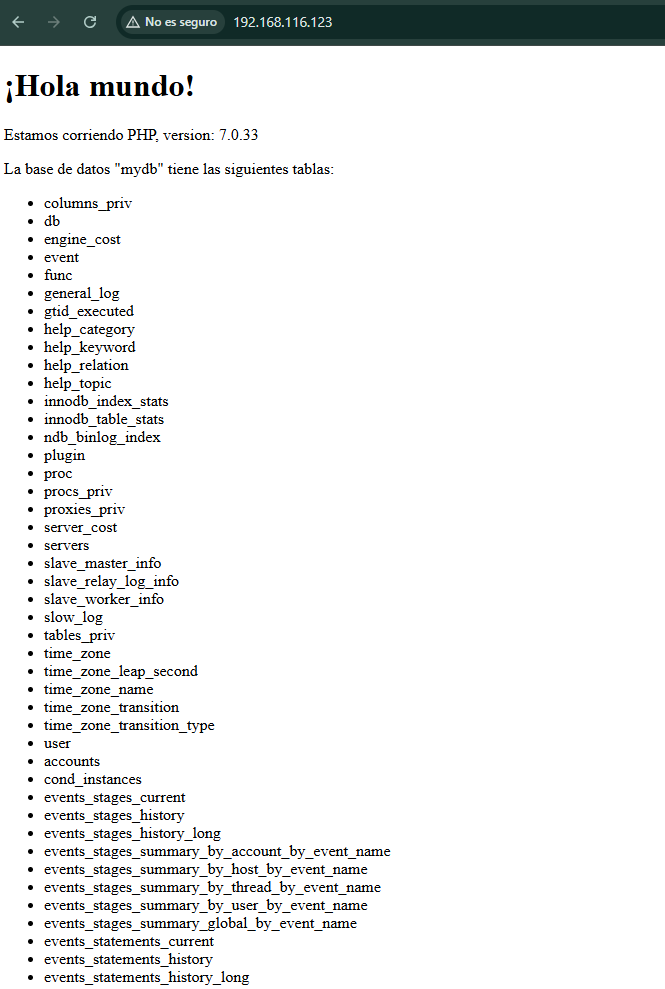 No es seguro 192.168.116.123
¡Hola mundo!
Estamos corriendo PHP, version: 7.0.33
La base de datos "mydb" tiene las siguientes tablas:
columns_priv
db
engine_cost
event
func
general_log
gtid_executed
help_category
help_keyword
help_relation
help_topic
innodb_index_stats
innodb_table_stats
ndb_binlog_index
plugin
proc
procs_priv
proxies_priv
server_cost
servers
slave_master_info
slave_relay_log_info
slave_worker_info
slow_log
tables_priv
time_zone
time_zone_leap_second
time_zone_name
time_zone_transition
time_zone_transition_type
user
accounts
cond_instances
events_stages_current
events_stages_history
events_stages_history_long
events_stages_summary_by_account_by_event_name
events_stages_summary_by_host_by_event_name
events_stages_summary_by_thread_by_event_name
events_stages_summary_by_user_by_event_name
events_stages_summary_global_by_event_name
events_statements_current
events_statements_history
events_statements_history_long